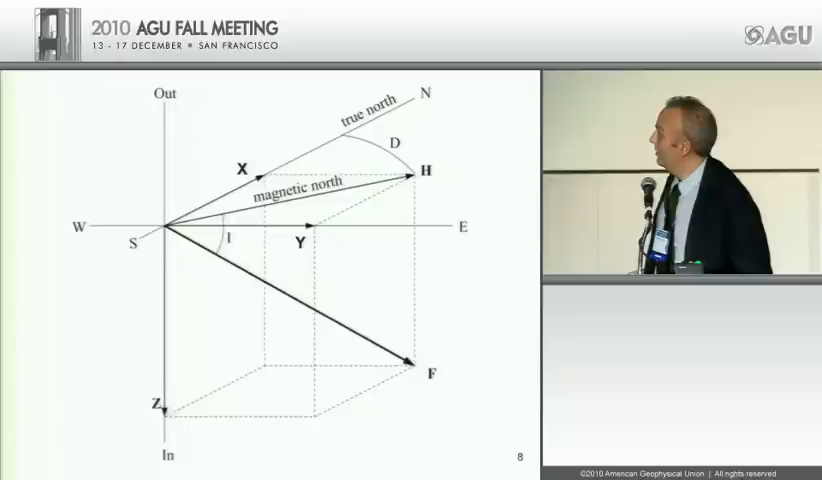 2010 AGU FALL MEETING
13 - 17 DECEMBER • SAN FRANCISCO
AGU
Out
true north
N
D
X
H
magnetic north
W
E
S
I
Y
F
Z
In
8
©2010 American Geophysical Union | All rights reserved